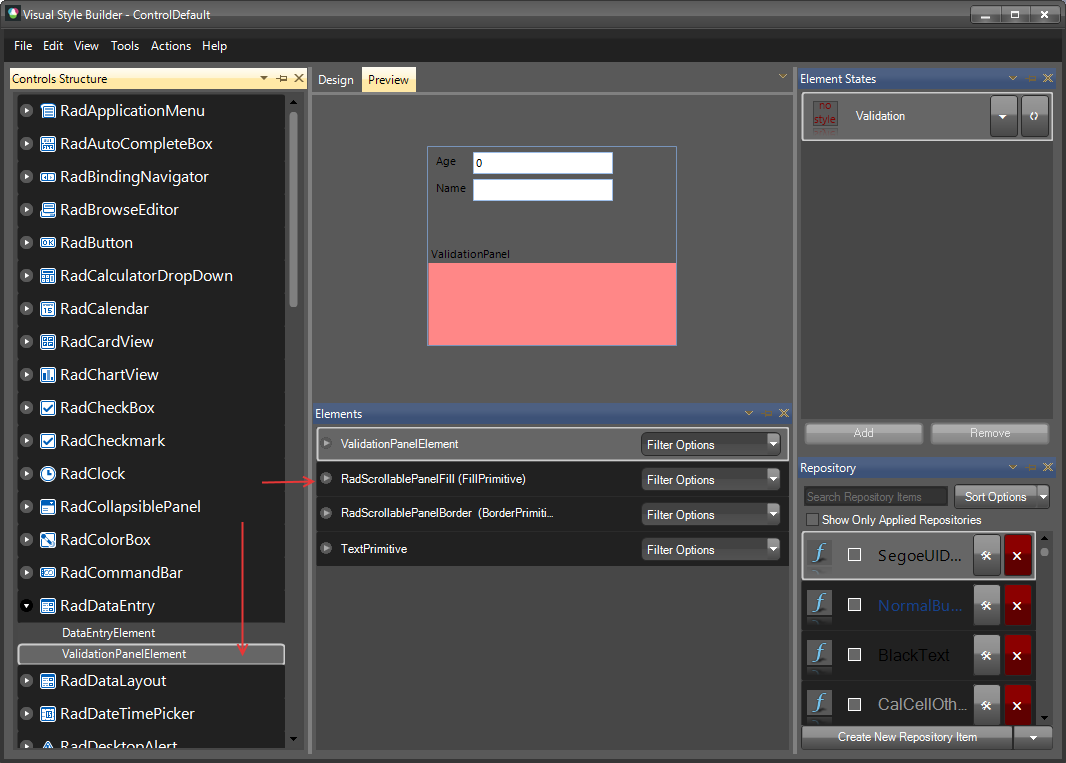 Visual Style Builder - ControlDefault
File Edit View Tools Actions Help
Controls Structure
RadApplicationMenu
RadAutoCompleteBox
RadBindingNavigator
RadBrowseEditor
RadButton
RadCalculatorDropDown
RadCalendar
RadCardView
RadChartView
RadCheckBox
RadCheckmark
RadClock
RadCollapsiblePanel
RadColorBox
RadCommandBar
RadDataEntry
DataEntryElement
ValidationPanelElement
RadDataLayout
RadDateTimePicker
RadDesktopAlert
Design Preview
Age 0
Name
ValidationPanel
Elements
ValidationPanelElement Filter Options
RadScrollablePanelFill (FillPrimitive) Filter Options
RadScrollablePanelBorder (BorderPrimiti... Filter Options
TextPrimitive Filter Options
Element States
no
style
Validation
Add Remove
Repository
Search Repository Items Sort Options
Show Only Applied Repositories
SegoeUID...
NormalBu...
BlackText
CalCellOth...
Create New Repository Item